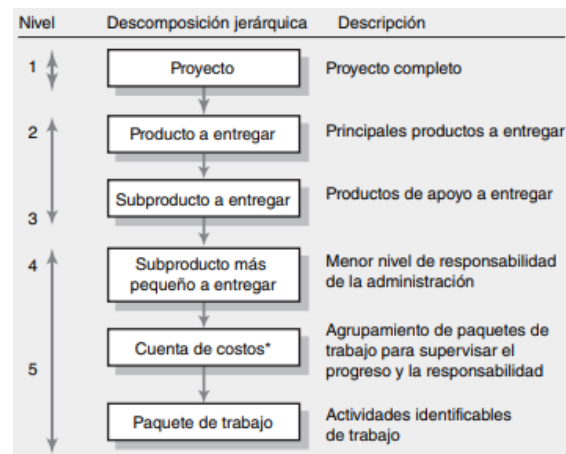 Nivel Descomposición jerárquica Descripción
1 Proyecto Proyecto completo
2 Producto a entregar Principales productos a entregar
Subproducto a entregar Productos de apoyo a entregar
3
4 Subproducto más
pequeño a entregar
Menor nivel de responsabilidad
de la administración
Cuenta de costos*
Agrupamiento de paquetes de
trabajo para supervisar el
progreso y la responsabilidad
5
Paquete de trabajo
Actividades identificables
de trabajo